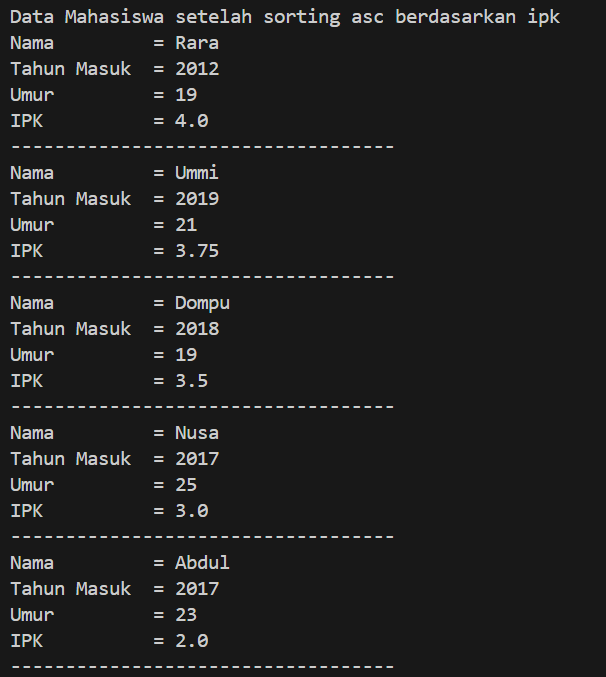 Data Mahasiswa setelah sorting asc berdasarkan ipk
Nama         = Rara
Tahun Masuk  = 2012
Umur         = 19
IPK          = 4.0
-----------------------------------
Nama         = Ummi
Tahun Masuk  = 2019
Umur         = 21
IPK          = 3.75
-----------------------------------
Nama         = Dompu
Tahun Masuk  = 2018
Umur         = 19
IPK          = 3.5
-----------------------------------
Nama         = Nusa
Tahun Masuk  = 2017
Umur         = 25
IPK          = 3.0
-----------------------------------
Nama         = Abdul
Tahun Masuk  = 2017
Umur         = 23
IPK          = 2.0
-----------------------------------